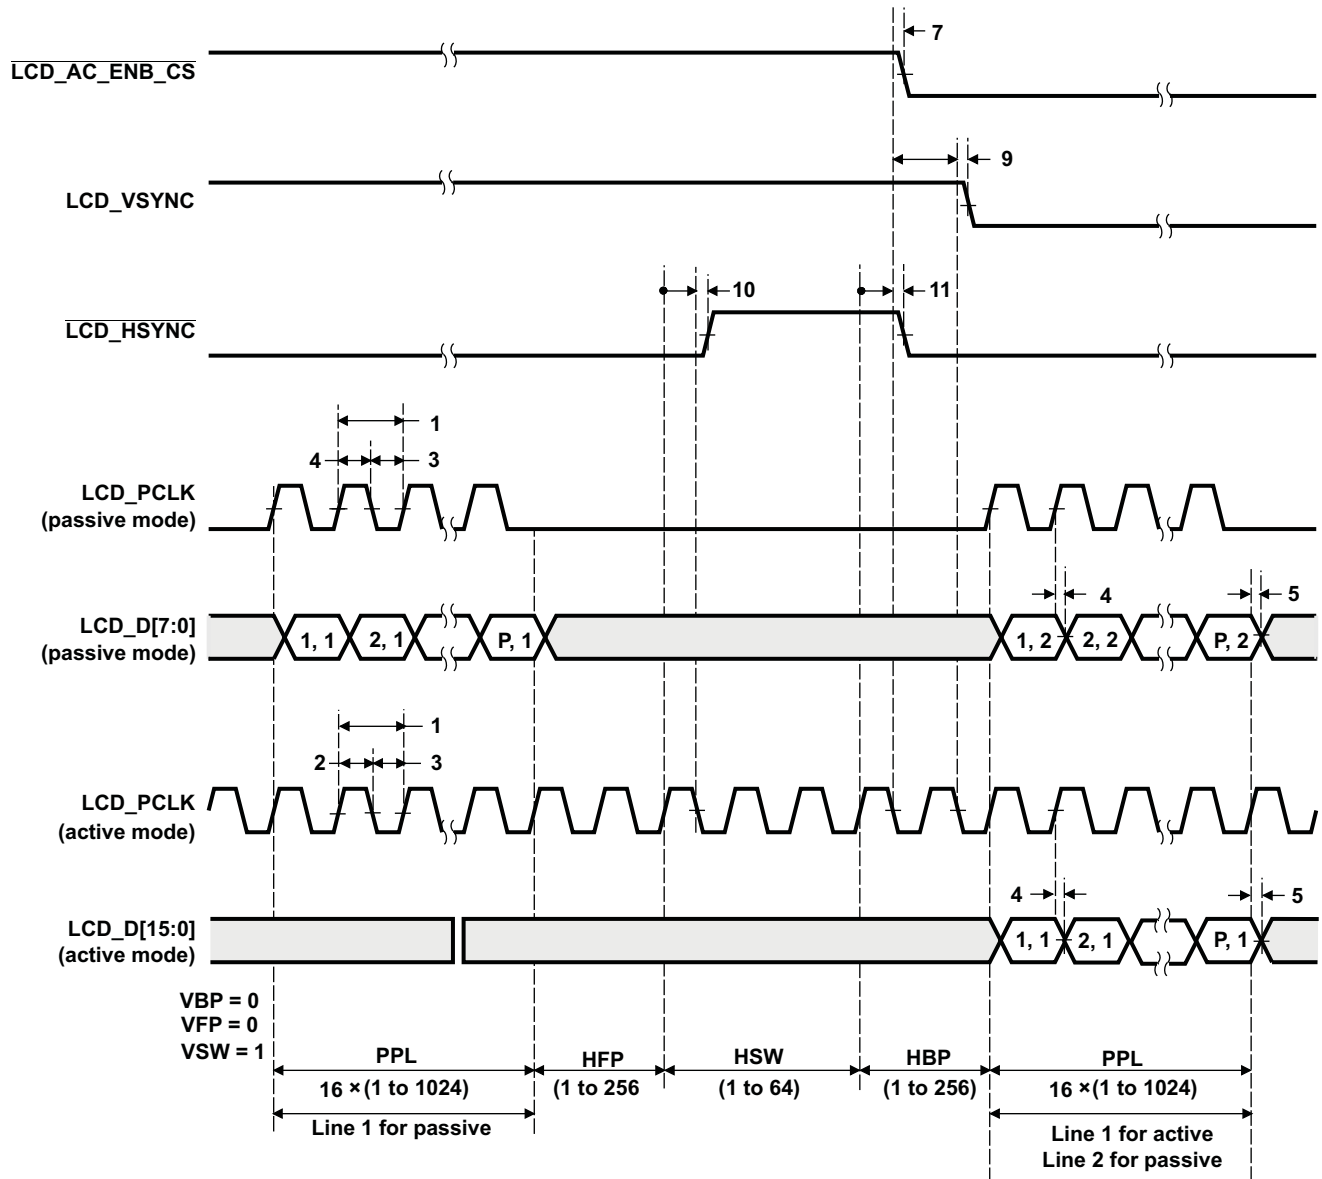 7
LCD_AC_ENB_CS
9
LCD_VSYNC
10
11
LCD_HSYNC
1
4
3
LCD_PCLK
(passive mode)
4
5
LCD_D[7:0]
(passive mode)
1, 1
2, 1
P, 1
1, 2
2, 2
P, 2
1
2
3
LCD_PCLK
(active mode)
4
5
LCD_D[15:0]
(active mode)
1, 1
2, 1
P, 1
VBP = 0
VFP = 0
VSW = 1
PPL
HFP
HSW
HBP
PPL
16 × (1 to 1024)
(1 to 256
(1 to 64)
(1 to 256)
16 × (1 to 1024)
Line 1 for passive
Line 1 for active
Line 2 for passive